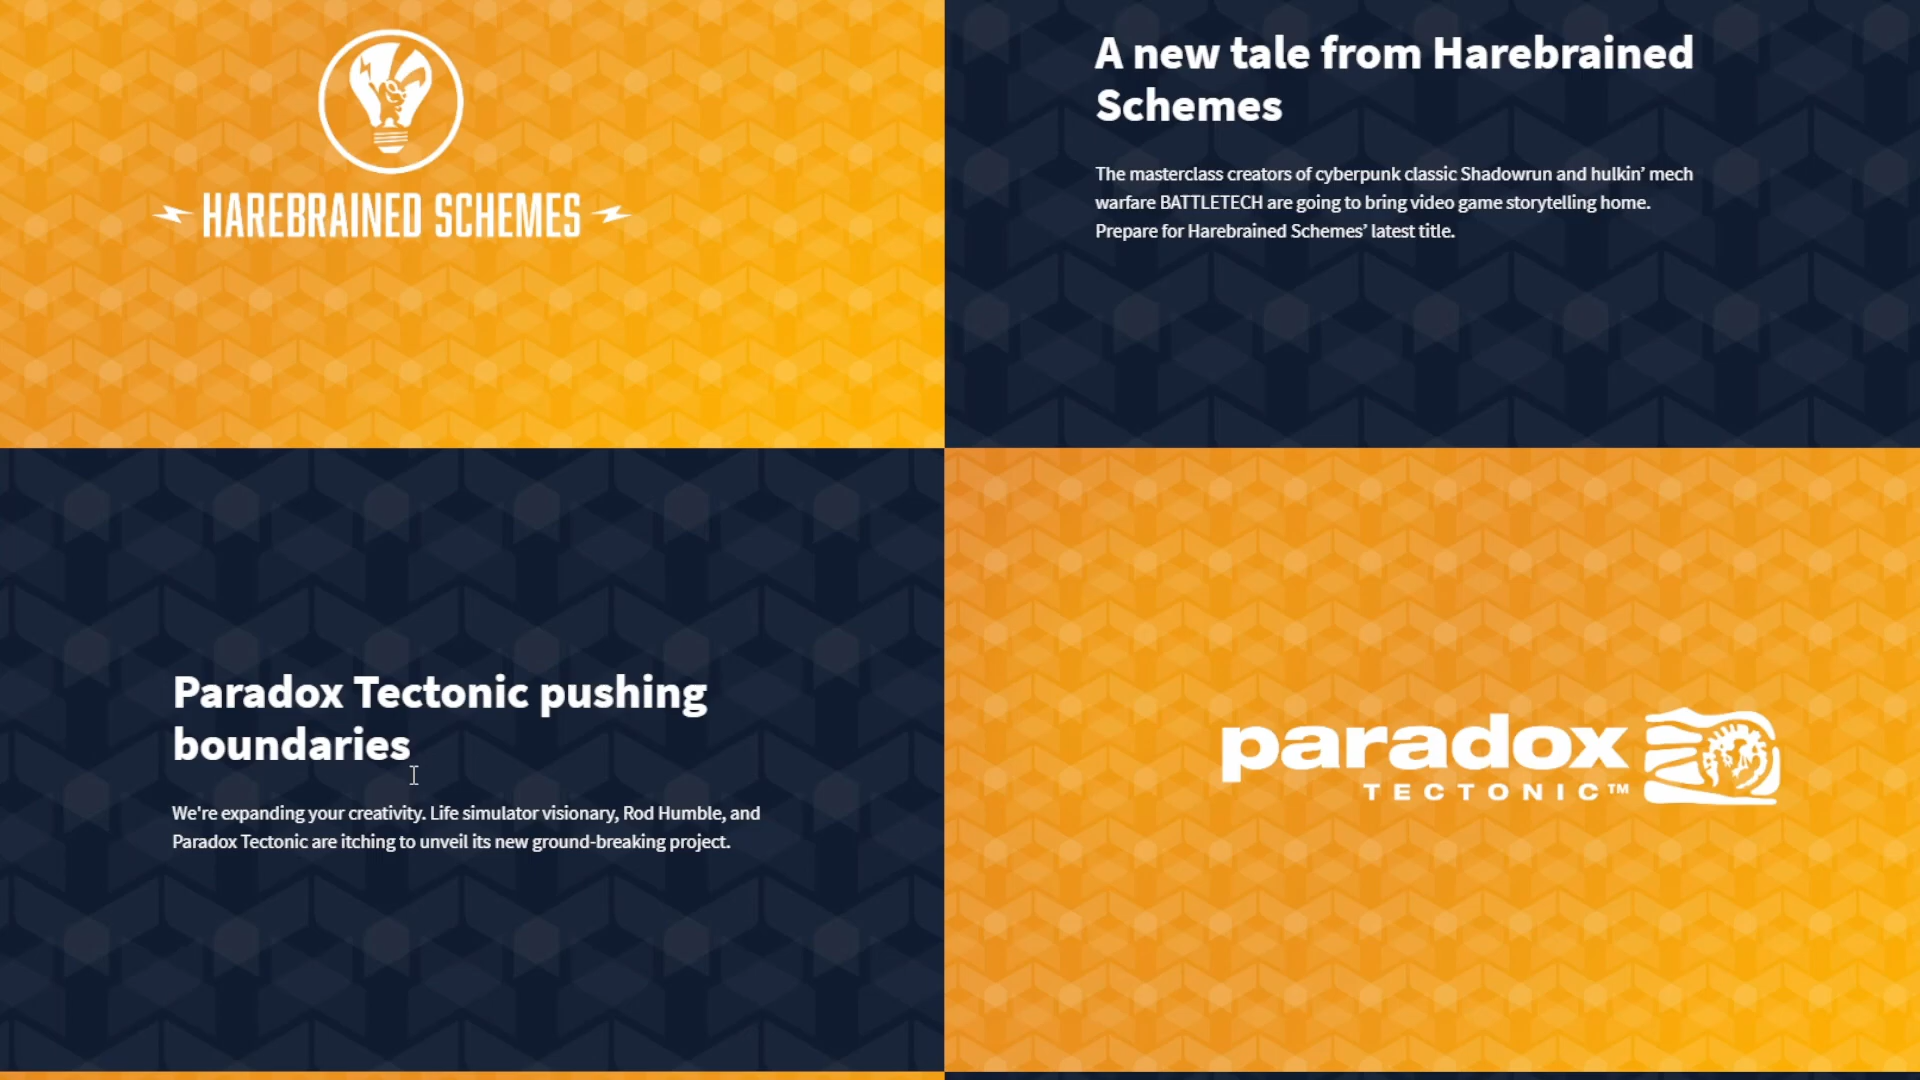 HAREBRAINED SCHEMES
A new tale from Harebrained
Schemes
The masterclass creators of cyberpunk classic Shadowrun and hulkin’ mech
warfare BATTLETECH are going to bring video game storytelling home.
Prepare for Harebrained Schemes’ latest title.
Paradox Tectonic pushing
boundaries
We're expanding your creativity. Life simulator visionary, Rod Humble, and
Paradox Tectonic are itching to unveil its new ground-breaking project.
paradox
TECTONIC™